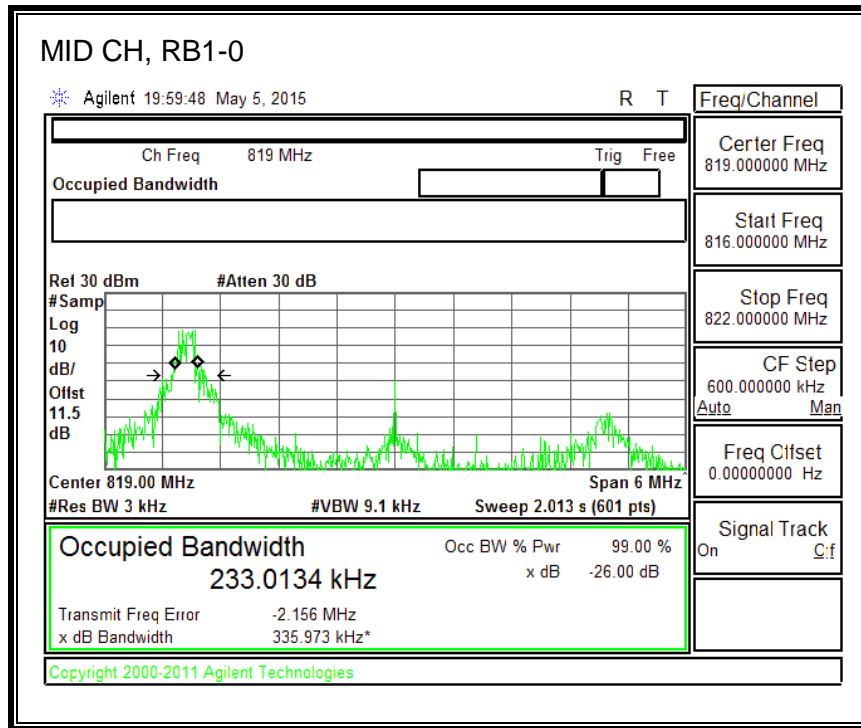 MID CH, RB1-0
Agilent 19:59:48 May 5, 2015 R T
Freq/Channel
Ch Freq 819 MHz Trig Free
Occupied Bandwidth
Center Freq
819.000000 MHz
Start Freq
816.000000 MHz
Stop Freq
822.000000 MHz
CF Step
600.000000 kHz
Auto Man
Freq Offset
0.00000000 Hz
Signal Track
On Off
Ref 30 dBm #Atten 30 dB
#Samp
Log
10
dB/
Offst
11.5
dB
Center 819.00 MHz Span 6 MHz
#Res BW 3 kHz #VBW 9.1 kHz Sweep 2.013 s (601 pts)
Occupied Bandwidth
233.0134 kHz
Occ BW % Pwr 99.00 %
x dB -26.00 dB
Transmit Freq Error -2.156 MHz
x dB Bandwidth 335.973 kHz*
Copyright 2000-2011 Agilent Technologies